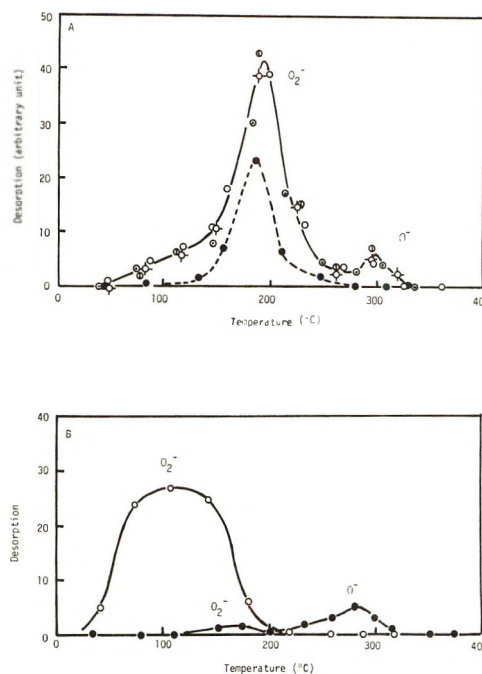 A
50
40
30
20
10
0
Desorption (arbitrary unit)
O₂⁻
O⁻
0 100 200 300 40
Temperature (°C)
B
40
30
20
10
0
Desorption
O₂⁻
O₂⁻
O⁻
0 100 200 300 40
Temperature (°C)